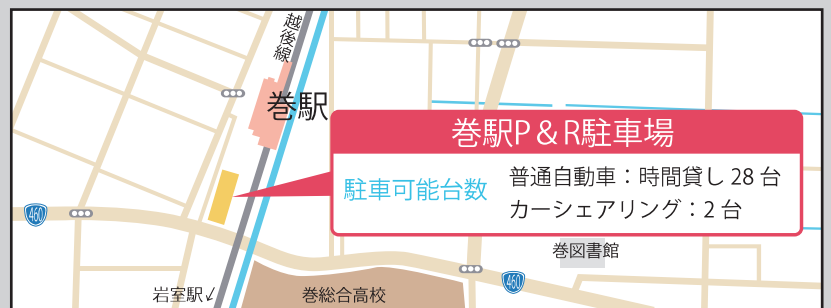 越後線
巻駅
巻駅P&R駐車場
駐車可能台数
普通自動車：時間貸し 28 台
カーシェアリング：2 台
460
巻図書館
460
岩室駅↙
巻総合高校